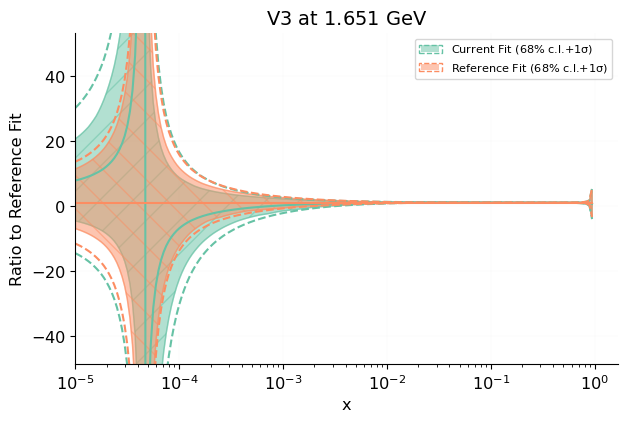 V3 at 1.651 GeV
Current Fit (68% c.l.+1σ)
Reference Fit (68% c.l.+1σ)
Ratio to Reference Fit
40
20
0
−20
−40
10⁻⁵ 10⁻⁴ 10⁻³ 10⁻² 10⁻¹ 10⁰
x